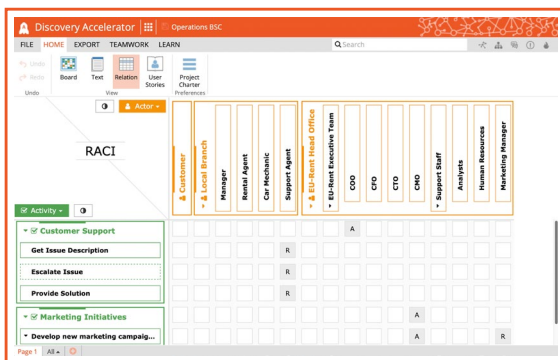 Discovery Accelerator
Operations BSC
FILE HOME EXPORT TEAMWORK LEARN
Search
Undo
Redo
Board
Text
Relation
User Stories
Project Charter
Undo
View
Preferences
Actor
RACI
Activity
Customer
Local Branch
Manager
Rental Agent
Car Mechanic
Support Agent
EU-Rent Head Office
EU-Rent Executive Team
COO
CFO
CTO
CMO
Support Staff
Analysts
Human Resources
Marketing Manager
Customer Support
A
Get Issue Description
R
Escalate Issue
R
Provide Solution
R
Marketing Initiatives
A
Develop new marketing campaig...
A R
Page 1 All